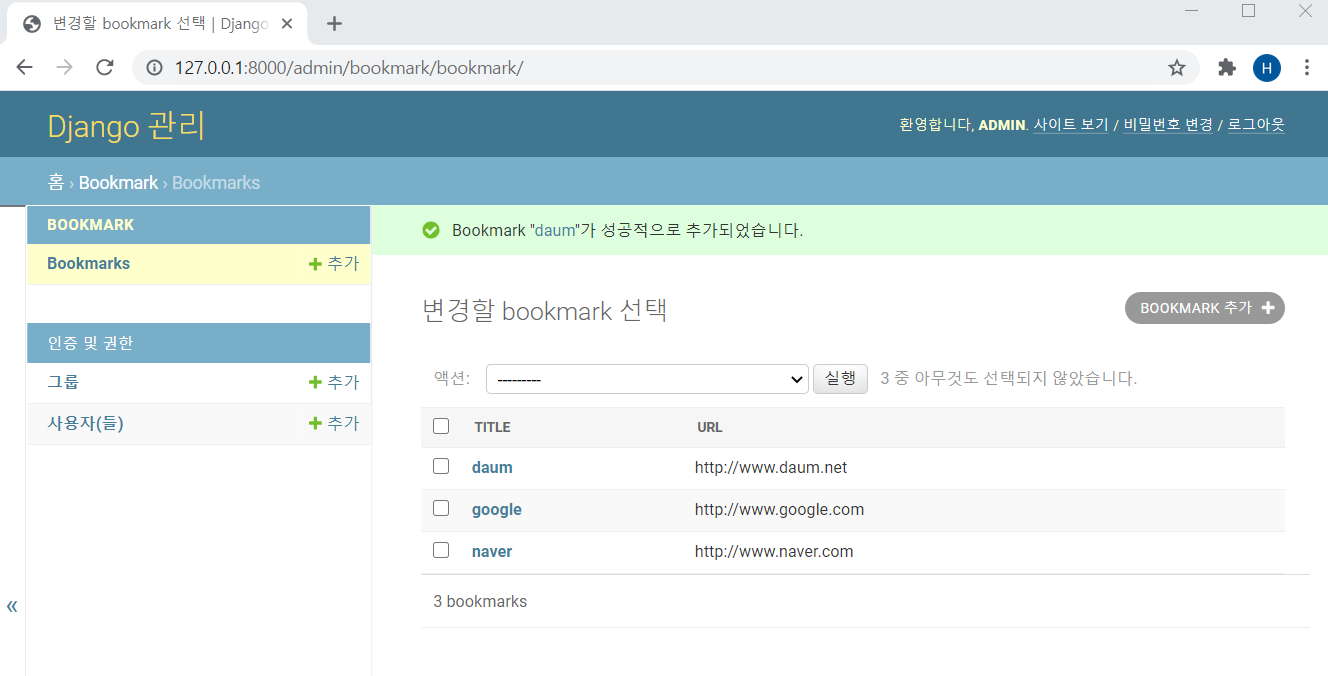 변경할 bookmark 선택 | Django
127.0.0.1:8000/admin/bookmark/bookmark/
H
Django 관리
환영합니다, ADMIN. 사이트 보기 / 비밀번호 변경 / 로그아웃
홈 › Bookmark › Bookmarks
BOOKMARK
Bookmarks + 추가
인증 및 권한
그룹 + 추가
사용자(들) + 추가
«
Bookmark "daum"가 성공적으로 추가되었습니다.
변경할 bookmark 선택
BOOKMARK 추가 +
액션: --------- 실행 3 중 아무것도 선택되지 않았습니다.
TITLE URL
daum http://www.daum.net
google http://www.google.com
naver http://www.naver.com
3 bookmarks